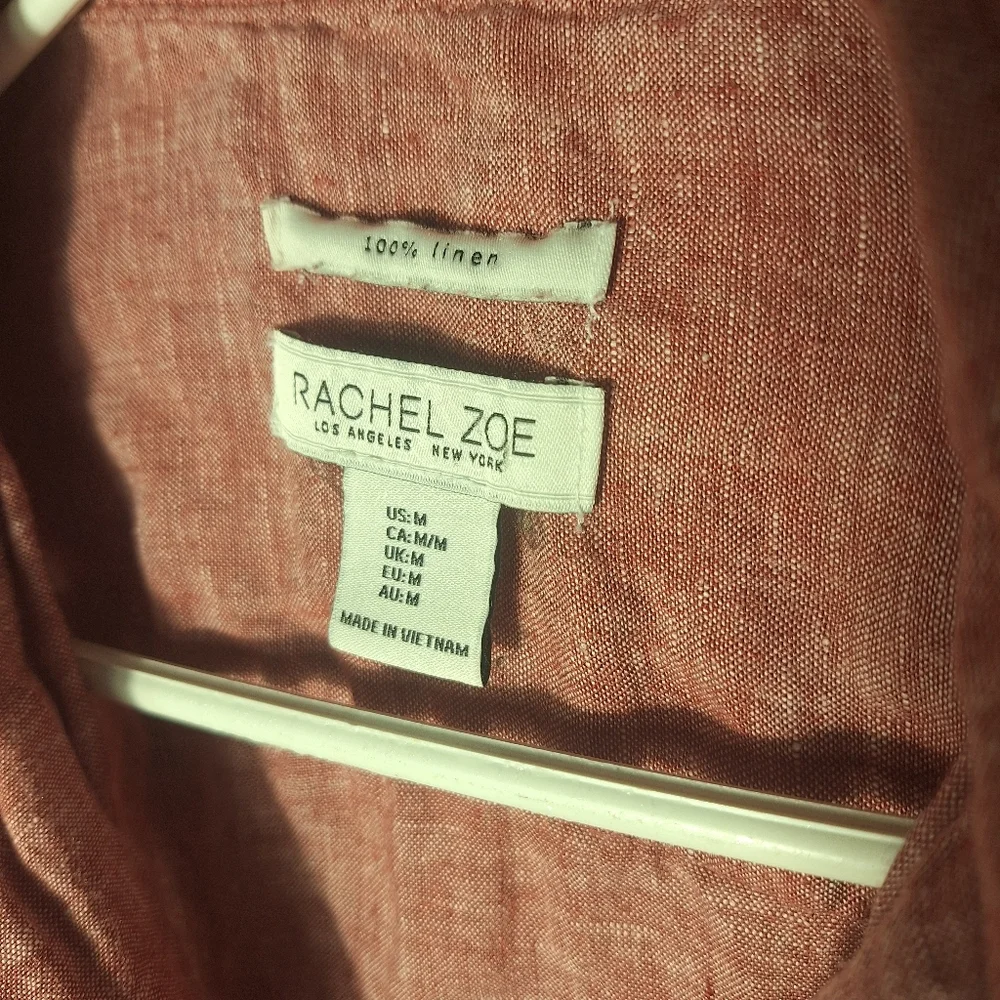 100% linen
RACHEL ZOE
LOS ANGELES NEW YORK
US:M
CA:M/M
UK:M
EU:M
AU:M
MADE IN VIETNAM